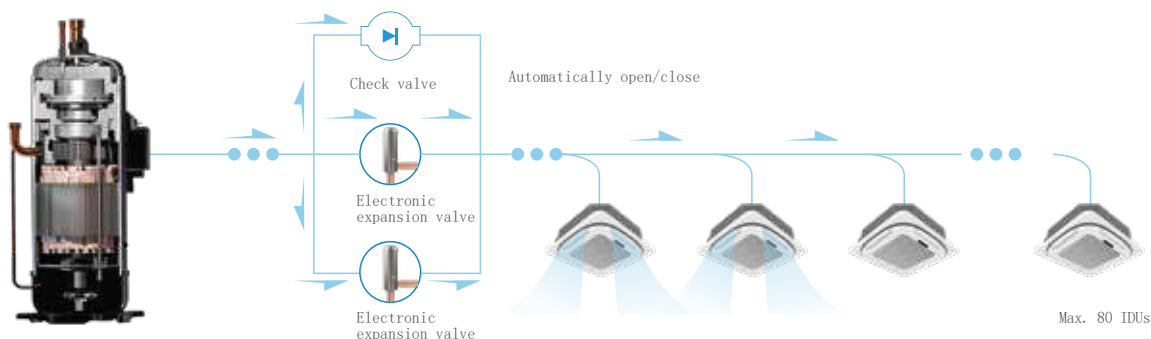 Check valve
Automatically open/close
Electronic
expansion valve
Electronic
expansion valve
Max. 80 IDUs